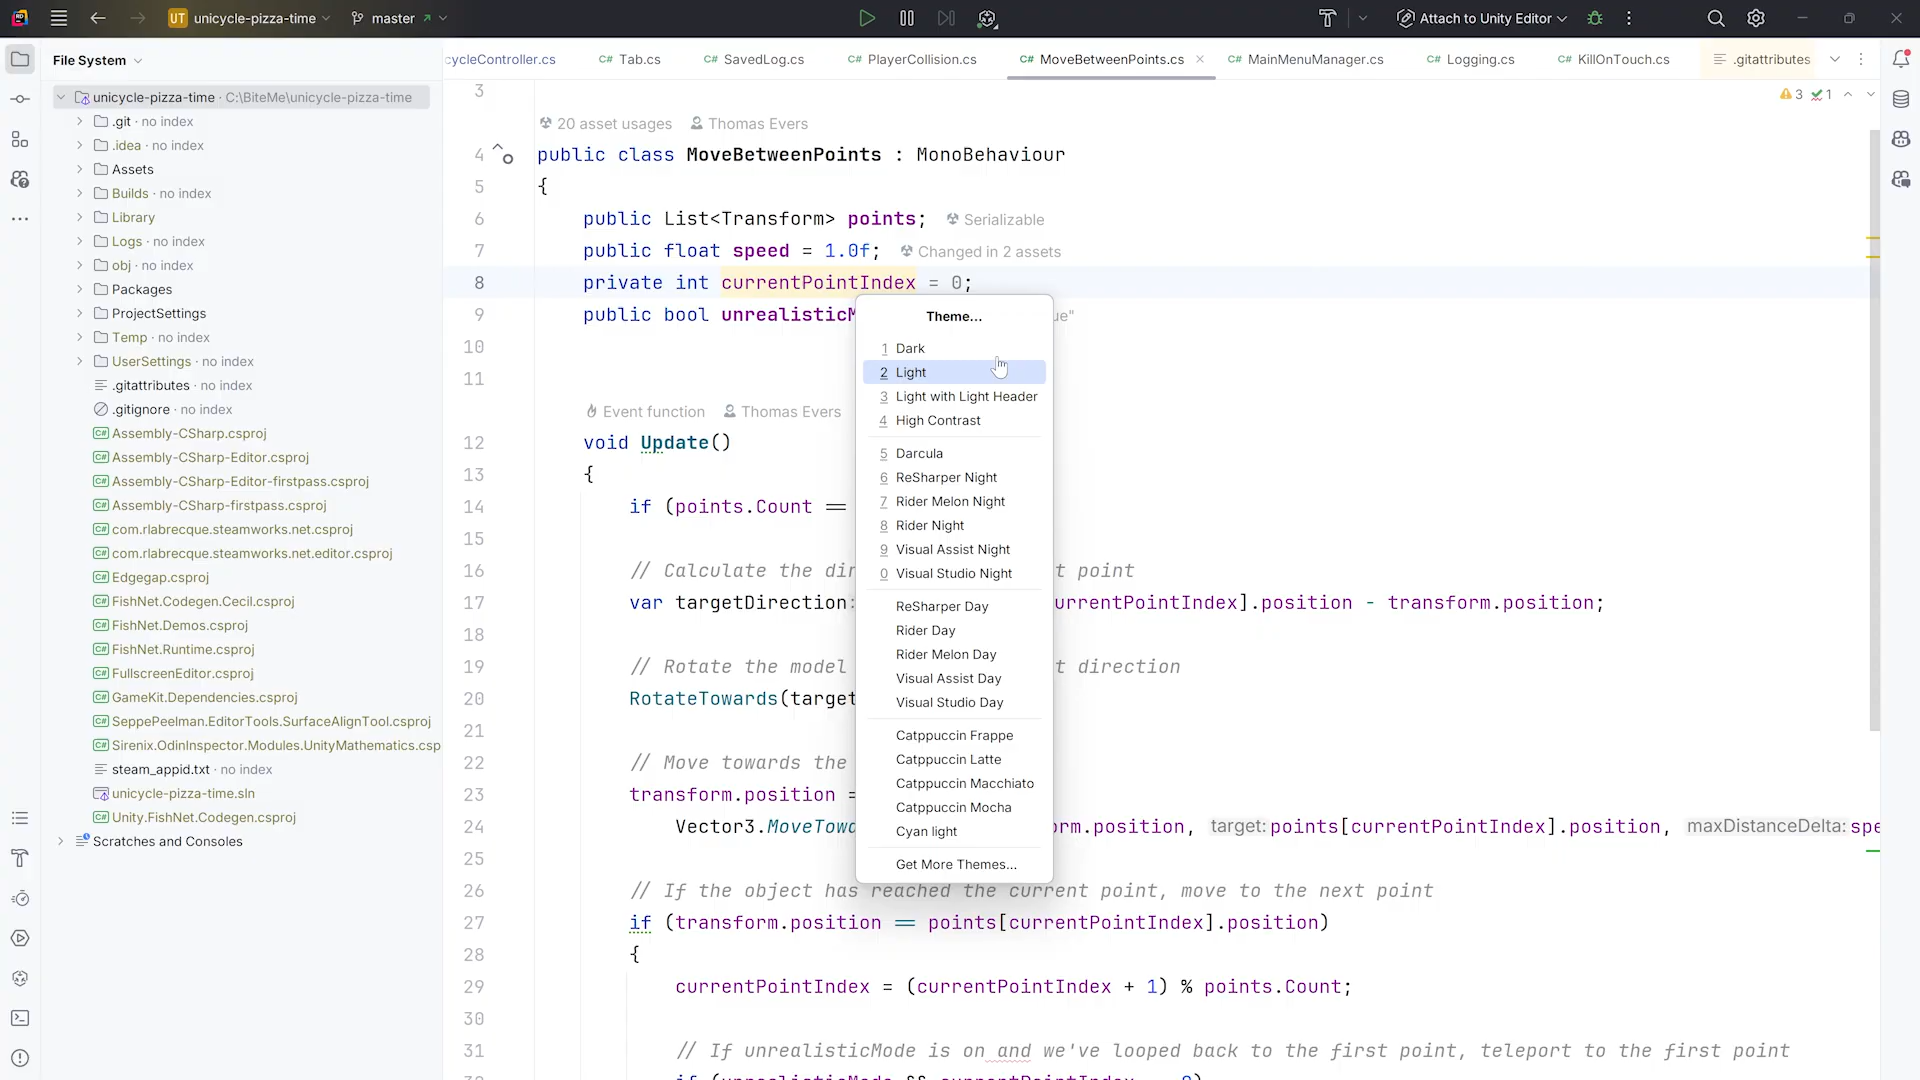 UT unicycle-pizza-time
master
Attach to Unity Editor
File System
cycleController.cs
C# Tab.cs
C# SavedLog.cs
C# PlayerCollision.cs
C# MoveBetweenPoints.cs
C# MainMenuManager.cs
C# Logging.cs
C# KillOnTouch.cs
.gitattributes
unicycle-pizza-time · C:\BiteMe\unicycle-pizza-time
.git · no index
.idea · no index
Assets
Builds · no index
Library
Logs · no index
obj · no index
Packages
ProjectSettings
Temp · no index
UserSettings · no index
.gitattributes · no index
.gitignore · no index
C# Assembly-CSharp.csproj
C# Assembly-CSharp-Editor.csproj
C# Assembly-CSharp-Editor-firstpass.csproj
C# Assembly-CSharp-firstpass.csproj
C# com.rlabrecque.steamworks.net.csproj
C# com.rlabrecque.steamworks.net.editor.csproj
C# Edgegap.csproj
C# FishNet.Codegen.Cecil.csproj
C# FishNet.Demos.csproj
C# FishNet.Runtime.csproj
C# FullscreenEditor.csproj
C# GameKit.Dependencies.csproj
C# SeppePeelman.EditorTools.SurfaceAlignTool.csproj
C# Sirenix.OdinInspector.Modules.UnityMathematics.csp
steam_appid.txt · no index
unicycle-pizza-time.sln
C# Unity.FishNet.Codegen.csproj
Scratches and Consoles
3 1
3
20 asset usages Thomas Evers
4 public class MoveBetweenPoints : MonoBehaviour
5 {
6 public List<Transform> points; Serializable
7 public float speed = 1.0f; Changed in 2 assets
8 private int currentPointIndex = 0;
9 public bool unrealisticM ue"
10
11
Event function Thomas Evers
12 void Update()
13 {
14 if (points.Count ==
15
16 // Calculate the dir t point
17 var targetDirection: urrentPointIndex].position - transform.position;
18
19 // Rotate the model t direction
20 RotateTowards(target
21
22 // Move towards the
23 transform.position =
24 Vector3.MoveTowa rm.position, target: points[currentPointIndex].position, maxDistanceDelta: spe
25
26 // If the object has reached the current point, move to the next point
27 if (transform.position == points[currentPointIndex].position)
28 {
29 currentPointIndex = (currentPointIndex + 1) % points.Count;
30
31 // If unrealisticMode is on and we've looped back to the first point, teleport to the first point
Theme...
1 Dark
2 Light
3 Light with Light Header
4 High Contrast
5 Darcula
6 ReSharper Night
7 Rider Melon Night
8 Rider Night
9 Visual Assist Night
0 Visual Studio Night
ReSharper Day
Rider Day
Rider Melon Day
Visual Assist Day
Visual Studio Day
Catppuccin Frappe
Catppuccin Latte
Catppuccin Macchiato
Catppuccin Mocha
Cyan light
Get More Themes...